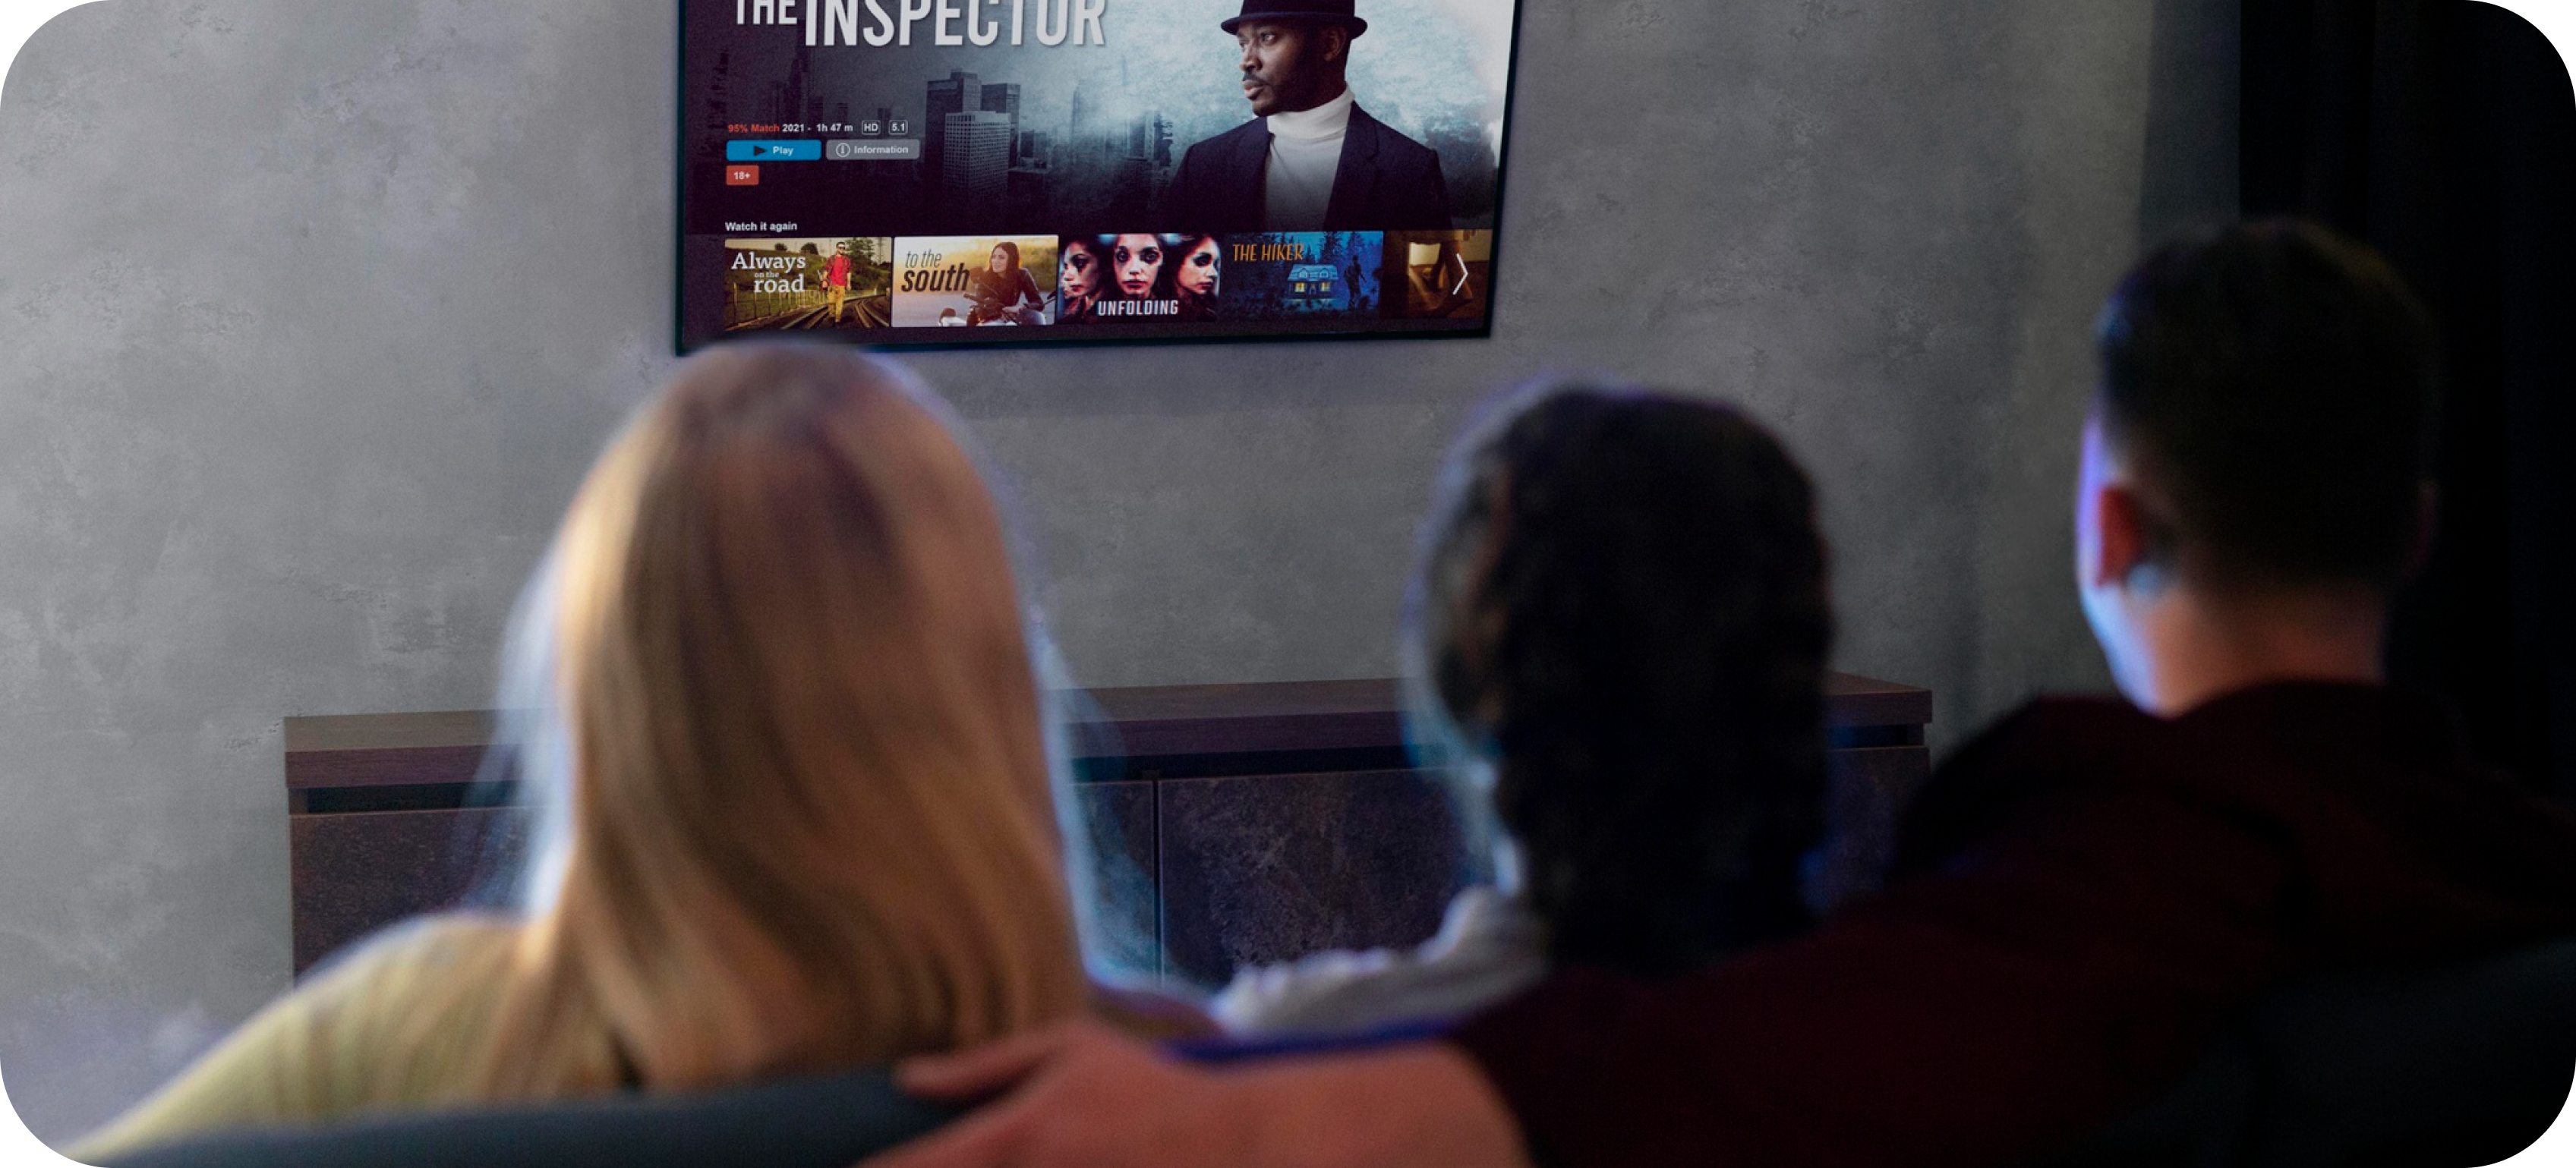 THE INSPECTOR
95% Match 2021 - 1h 47 m HD 5.1
Play Information
18+
Watch it again
Always
on the
road
to the
south
UNFOLDING
THE HIKER